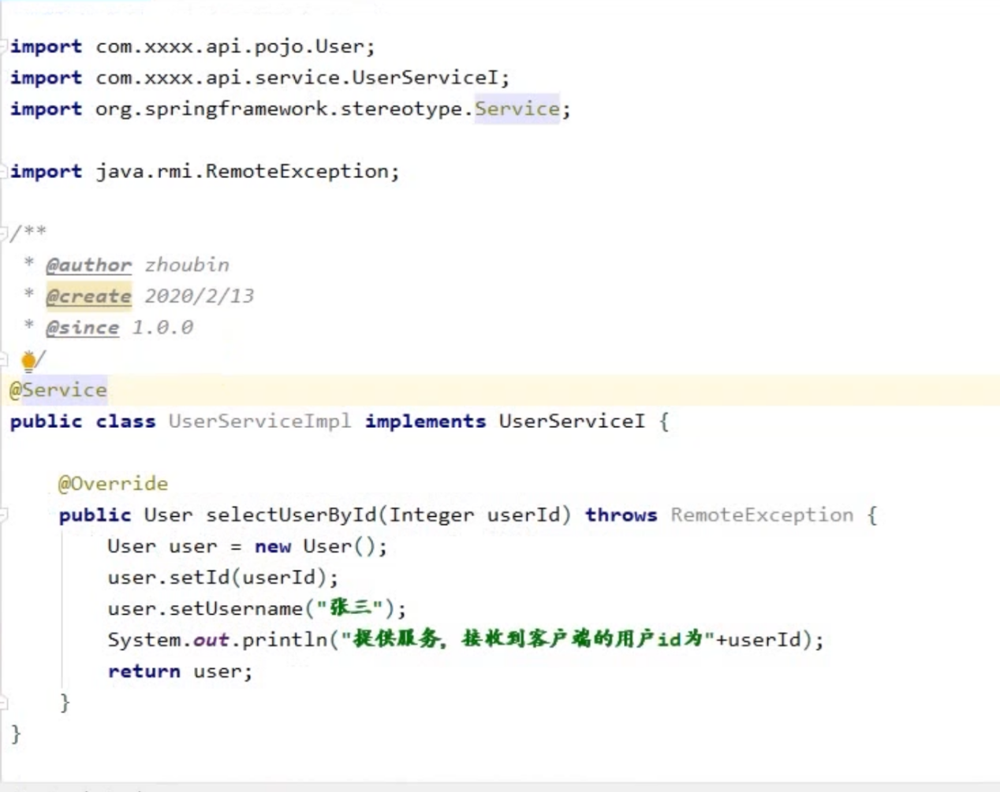 import com.xxxx.api.pojo.User;
import com.xxxx.api.service.UserServiceI;
import org.springframework.stereotype.Service;
import java.rmi.RemoteException;
/**
* @author zhoubin
* @create 2020/2/13
* @since 1.0.0
*/
@Service
public class UserServiceImpl implements UserServiceI {
@Override
public User selectUserById(Integer userId) throws RemoteException {
User user = new User();
user.setId(userId);
user.setUsername("张三");
System.out.println("提供服务，接收到客户端的用户id为"+userId);
return user;
}
}